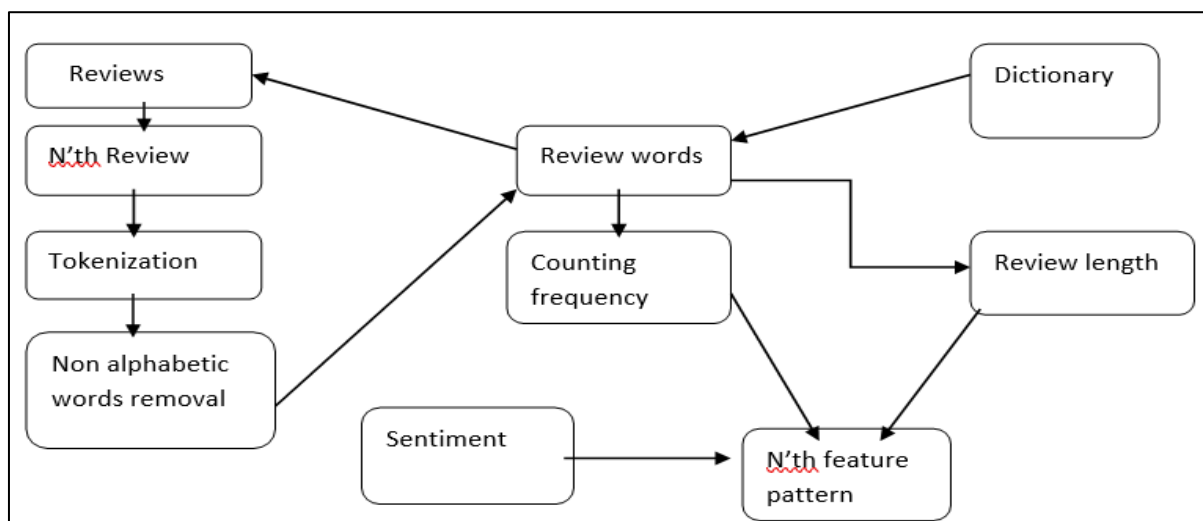 Reviews
Dictionary
N'th Review
Review words
Tokenization
Counting
frequency
Review length
Non alphabetic
words removal
Sentiment
N'th feature
pattern